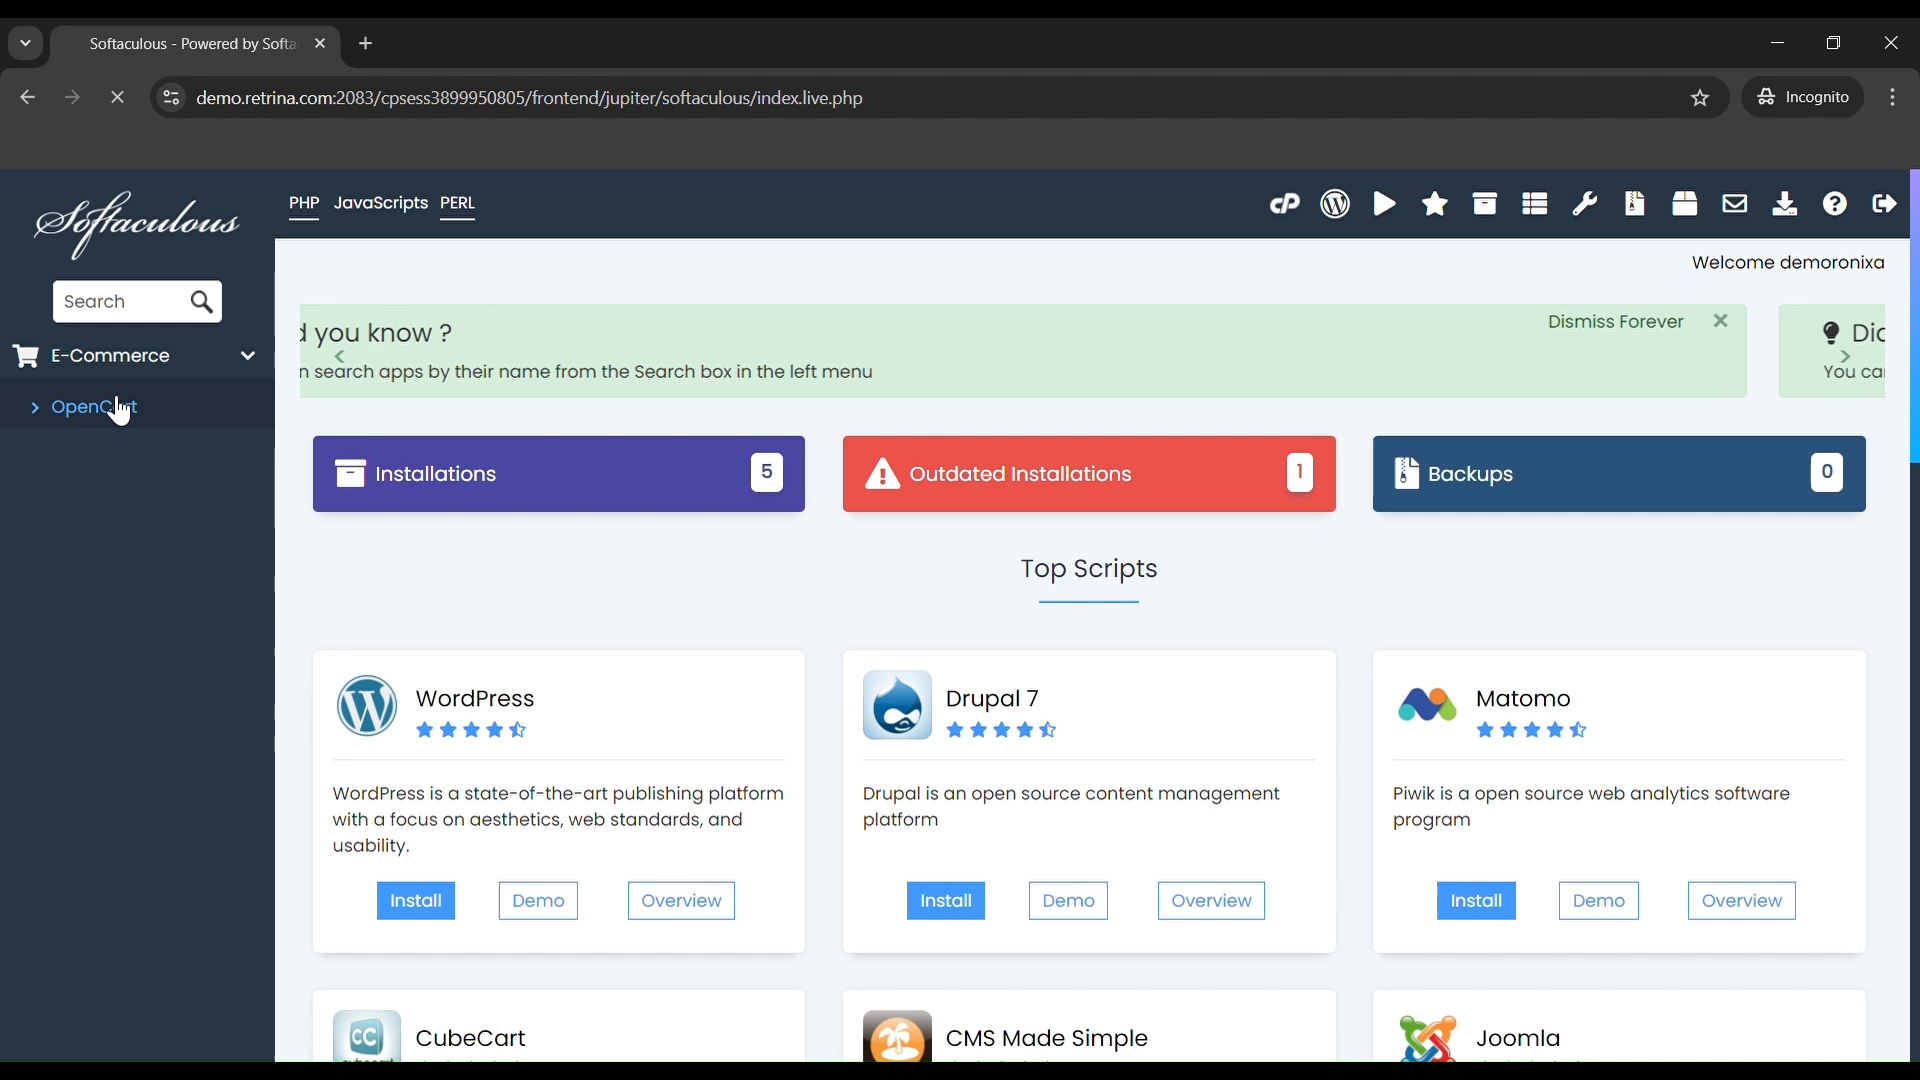 Softaculous - Powered by Softa
demo.retrina.com:2083/cpsess3899950805/frontend/jupiter/softaculous/index.live.php
Incognito
Softaculous
PHP JavaScripts PERL
cP
Welcome demoronixa
Search
E-Commerce
OpenCart
d you know ?
n search apps by their name from the Search box in the left menu
Dismiss Forever
Did
You ca
Installations 5
Outdated Installations 1
Backups 0
Top Scripts
WordPress
WordPress is a state-of-the-art publishing platform
with a focus on aesthetics, web standards, and
usability.
Install Demo Overview
Drupal 7
Drupal is an open source content management
platform
Install Demo Overview
Matomo
Piwik is a open source web analytics software
program
Install Demo Overview
CC
CubeCart
CMS Made Simple
Joomla